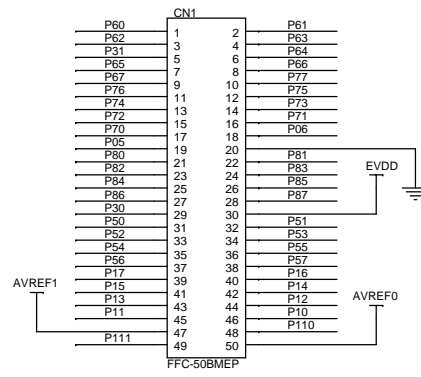 CN1
P60 1 2 P61
P62 3 4 P63
P31 5 6 P64
P65 7 8 P66
P67 9 10 P77
P76 11 12 P75
P74 13 14 P73
P72 15 16 P71
P70 17 18 P06
P05 19 20
P80 21 22 P81
EVDD
P82 23 24 P83
P84 25 26 P85
P86 27 28 P87
P30 29 30
P50 31 32 P51
P52 33 34 P53
P54 35 36 P55
P56 37 38 P57
P17 39 40 P16
AVREF1
P15 41 42 P14
AVREF0
P13 43 44 P12
P11 45 46 P10
47 48 P110
P111 49 50
FFC-50BMEP